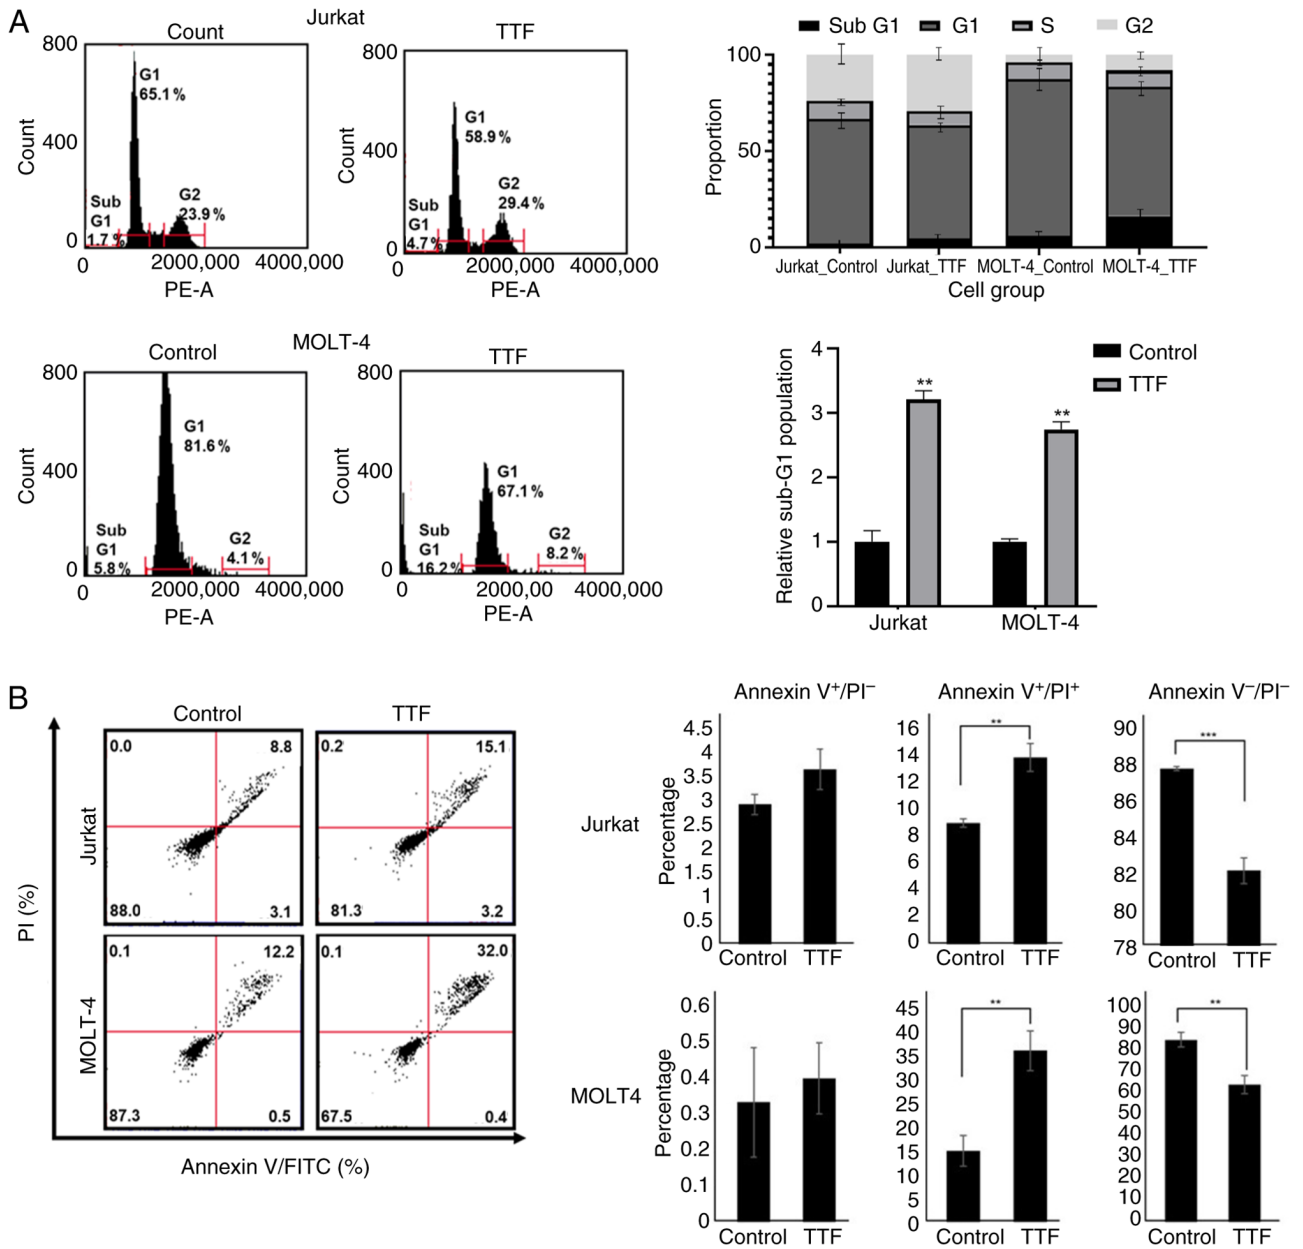 A
Jurkat
Count
TTF
800
400
0
Count
G1
65.1%
G2
23.9%
Sub
G1
1.7%
0
2000,000
4000,000
PE-A
800
400
0
Count
G1
58.9%
G2
29.4%
Sub
G1
4.7%
0
2000,000
4000,000
PE-A
Sub G1
G1
S
G2
100
50
0
Proportion
Jurkat_Control
Jurkat_TTF
MOLT-4_Control
MOLT-4_TTF
Cell group
MOLT-4
Control
TTF
800
400
0
Count
G1
81.6%
Sub
G1
5.8%
G2
4.1%
0
2000,000
4000,000
PE-A
800
400
0
Count
G1
67.1%
Sub
G1
16.2%
G2
8.2%
0
2000,000
4000,000
PE-A
4
3
2
1
0
Relative sub-G1 population
**
**
Control
TTF
Jurkat
MOLT-4
B
Control
TTF
PI (%)
Jurkat
0.0
8.8
88.0
3.1
0.2
15.1
81.3
3.2
MOLT-4
0.1
12.2
87.3
0.5
0.1
32.0
67.5
0.4
Annexin V/FITC (%)
Annexin V+/PI−
Annexin V+/PI+
Annexin V−/PI−
Jurkat
Percentage
4.5
4
3.5
3
2.5
2
1.5
1
0.5
0
Control
TTF
16
14
12
10
8
6
4
2
0
**
Control
TTF
90
88
86
84
82
80
78
***
Control
TTF
MOLT4
Percentage
0.6
0.5
0.4
0.3
0.2
0.1
0
Control
TTF
45
40
35
30
25
20
15
10
5
0
**
Control
TTF
100
90
80
70
60
50
40
30
20
10
0
**
Control
TTF